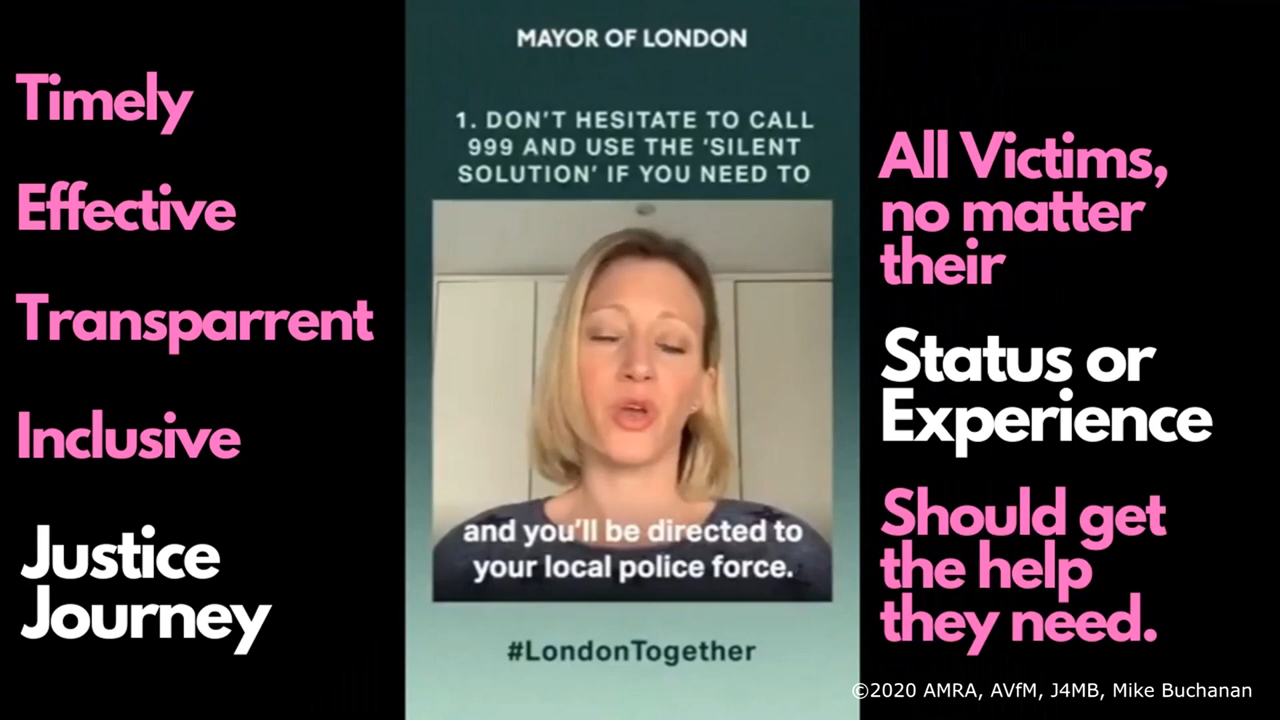 Timely
Effective
Transparrent
Inclusive
Justice
Journey
MAYOR OF LONDON
1. DON'T HESITATE TO CALL
999 AND USE THE 'SILENT
SOLUTION' IF YOU NEED TO
and you'll be directed to
your local police force.
#LondonTogether
All Victims,
no matter
their
Status or
Experience
Should get
the help
they need.
©2020 AMRA, AVfM, J4MB, Mike Buchanan